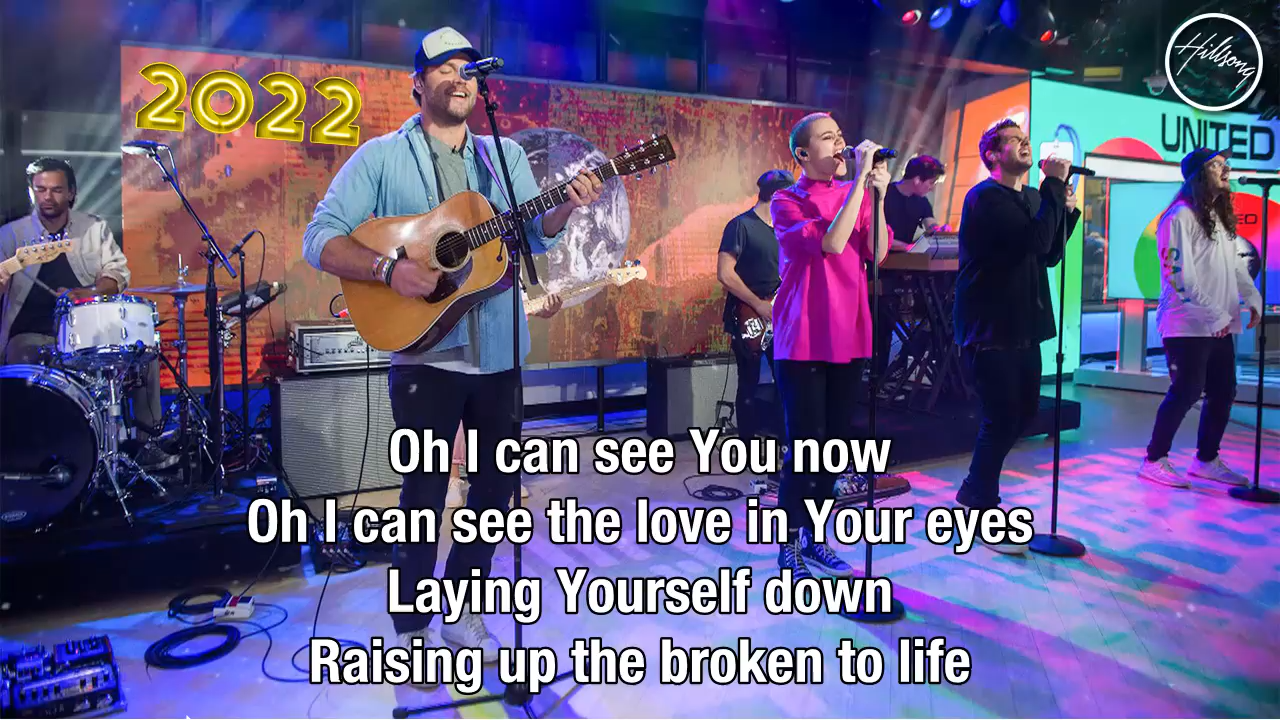 2022
Hillsong
UNITED
Oh I can see You now
Oh I can see the love in Your eyes
Laying Yourself down
Raising up the broken to life